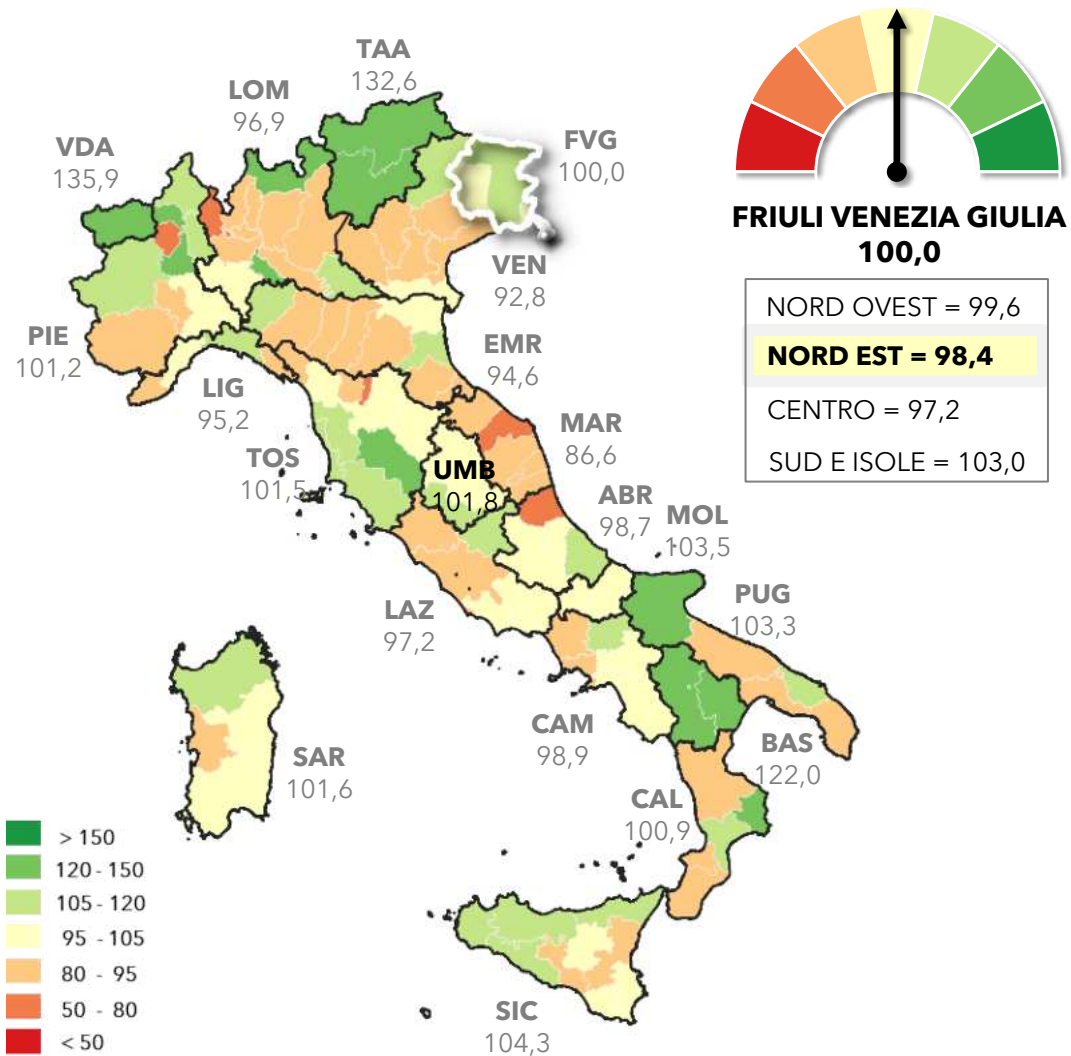 TAA
132,6
LOM
96,9
VDA
135,9
FVG
100,0
FRIULI VENEZIA GIULIA
100,0
NORD OVEST = 99,6
NORD EST = 98,4
CENTRO = 97,2
SUD E ISOLE = 103,0
VEN
92,8
PIE
101,2
EMR
94,6
LIG
95,2
MAR
86,6
TOS
101,5
UMB
101,8
ABR
98,7
MOL
103,5
PUG
103,3
LAZ
97,2
CAM
98,9
BAS
122,0
SAR
101,6
CAL
100,9
SIC
104,3
> 150
120 - 150
105 - 120
95 - 105
80 - 95
50 - 80
< 50